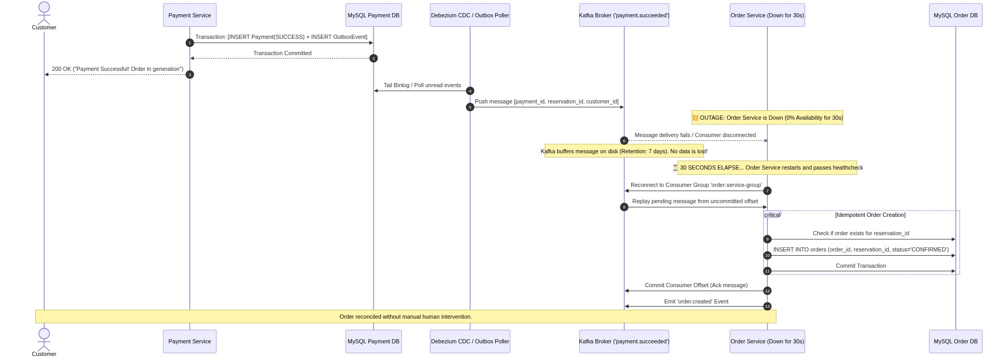 Customer
Payment Service
MySQL Payment DB
Debezium CDC / Outbox Poller
Kafka Broker ('payment.succeeded')
Order Service (Down for 30s)
MySQL Order DB
1
Transaction: [INSERT Payment(SUCCESS) + INSERT OutboxEvent]
Transaction Committed
2
200 OK ("Payment Successful! Order in generation")
3
Tail Binlog / Poll unread events
4
5
Push message [payment_id, reservation_id, customer_id]
💥 OUTAGE: Order Service is Down (0% Availability for 30s)
6
Message delivery fails / Consumer disconnected
Kafka buffers message on disk (Retention: 7 days). No data is lost!
⏳ 30 SECONDS ELAPSE... Order Service restarts and passes healthcheck
Reconnect to Consumer Group 'order-service-group'
7
8
Replay pending message from uncommitted offset
critical
[Idempotent Order Creation]
9
Check if order exists for reservation_id
10
INSERT INTO orders (order_id, reservation_id, status='CONFIRMED')
11
Commit Transaction
Commit Consumer Offset (Ack message)
12
Emit 'order.created' Event
13
Order reconciled without manual human intervention.
Customer
Payment Service
MySQL Payment DB
Debezium CDC / Outbox Poller
Kafka Broker ('payment.succeeded')
Order Service (Down for 30s)
MySQL Order DB